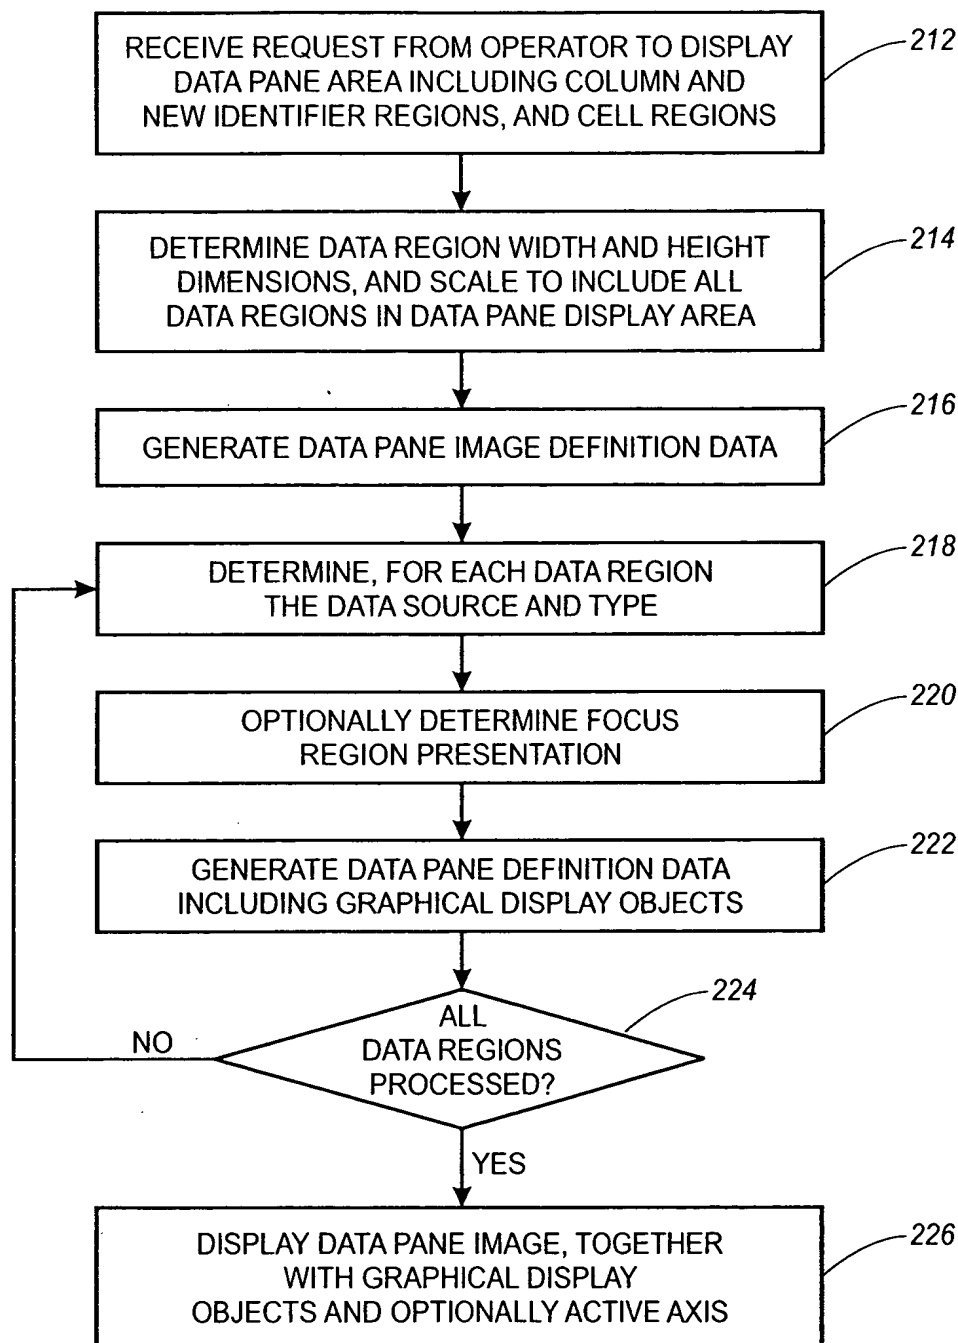 RECEIVE REQUEST FROM OPERATOR TO DISPLAY
DATA PANE AREA INCLUDING COLUMN AND
NEW IDENTIFIER REGIONS, AND CELL REGIONS
212
DETERMINE DATA REGION WIDTH AND HEIGHT
DIMENSIONS, AND SCALE TO INCLUDE ALL
DATA REGIONS IN DATA PANE DISPLAY AREA
214
GENERATE DATA PANE IMAGE DEFINITION DATA
216
DETERMINE, FOR EACH DATA REGION
THE DATA SOURCE AND TYPE
218
OPTIONALLY DETERMINE FOCUS
REGION PRESENTATION
220
GENERATE DATA PANE DEFINITION DATA
INCLUDING GRAPHICAL DISPLAY OBJECTS
222
ALL
DATA REGIONS
PROCESSED?
224
NO
YES
DISPLAY DATA PANE IMAGE, TOGETHER
WITH GRAPHICAL DISPLAY
OBJECTS AND OPTIONALLY ACTIVE AXIS
226